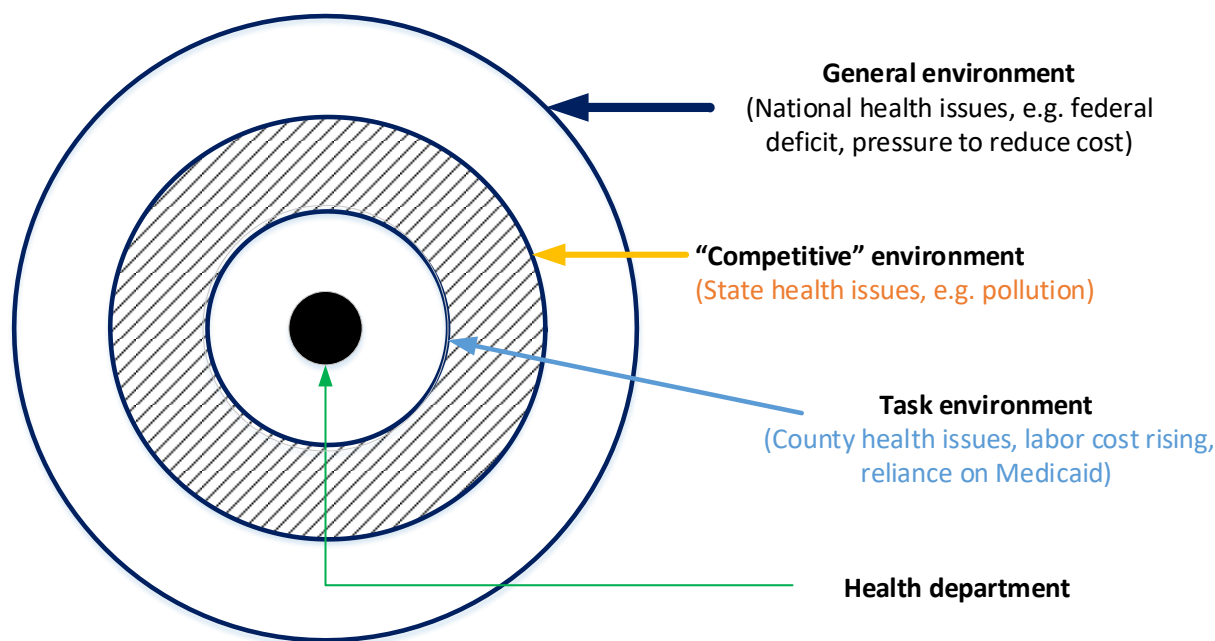 General environment
(National health issues, e.g. federal
deficit, pressure to reduce cost)
“Competitive” environment
(State health issues, e.g. pollution)
Task environment
(County health issues, labor cost rising,
reliance on Medicaid)
Health department